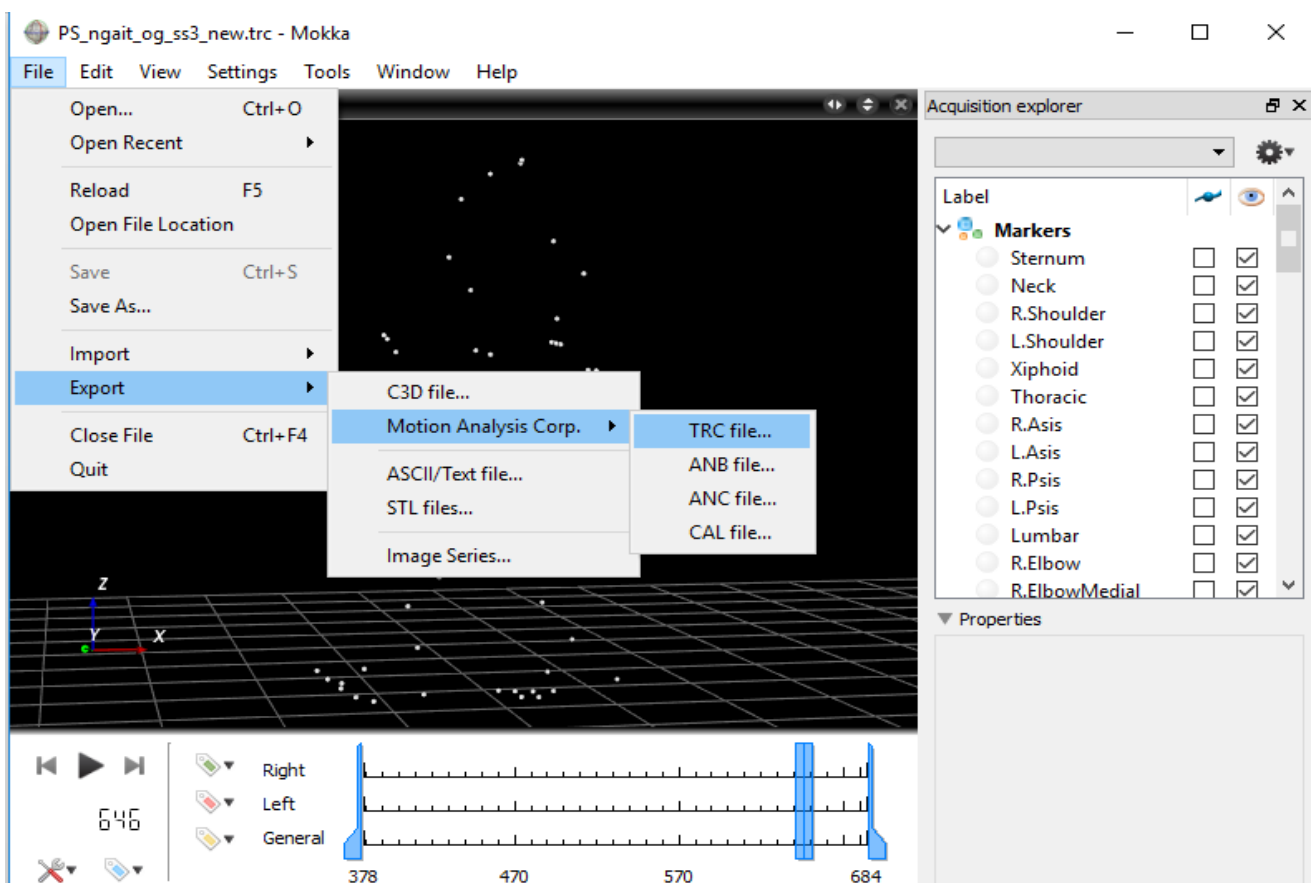 PS_ngait_og_ss3_new.trc - Mokka
File Edit View Settings Tools Window Help
Open... Ctrl+O
Open Recent
Reload F5
Open File Location
Save Ctrl+S
Save As...
Import
Export
Close File Ctrl+F4
Quit
C3D file...
Motion Analysis Corp.
ASCII/Text file...
STL files...
Image Series...
TRC file...
ANB file...
ANC file...
CAL file...
Acquisition explorer
Label
Markers
Sternum
Neck
R.Shoulder
L.Shoulder
Xiphoid
Thoracic
R.Asis
L.Asis
R.Psis
L.Psis
Lumbar
R.Elbow
R.ElbowMedial
Properties
Z
Y X
646
Right
Left
General
378 470 570 684